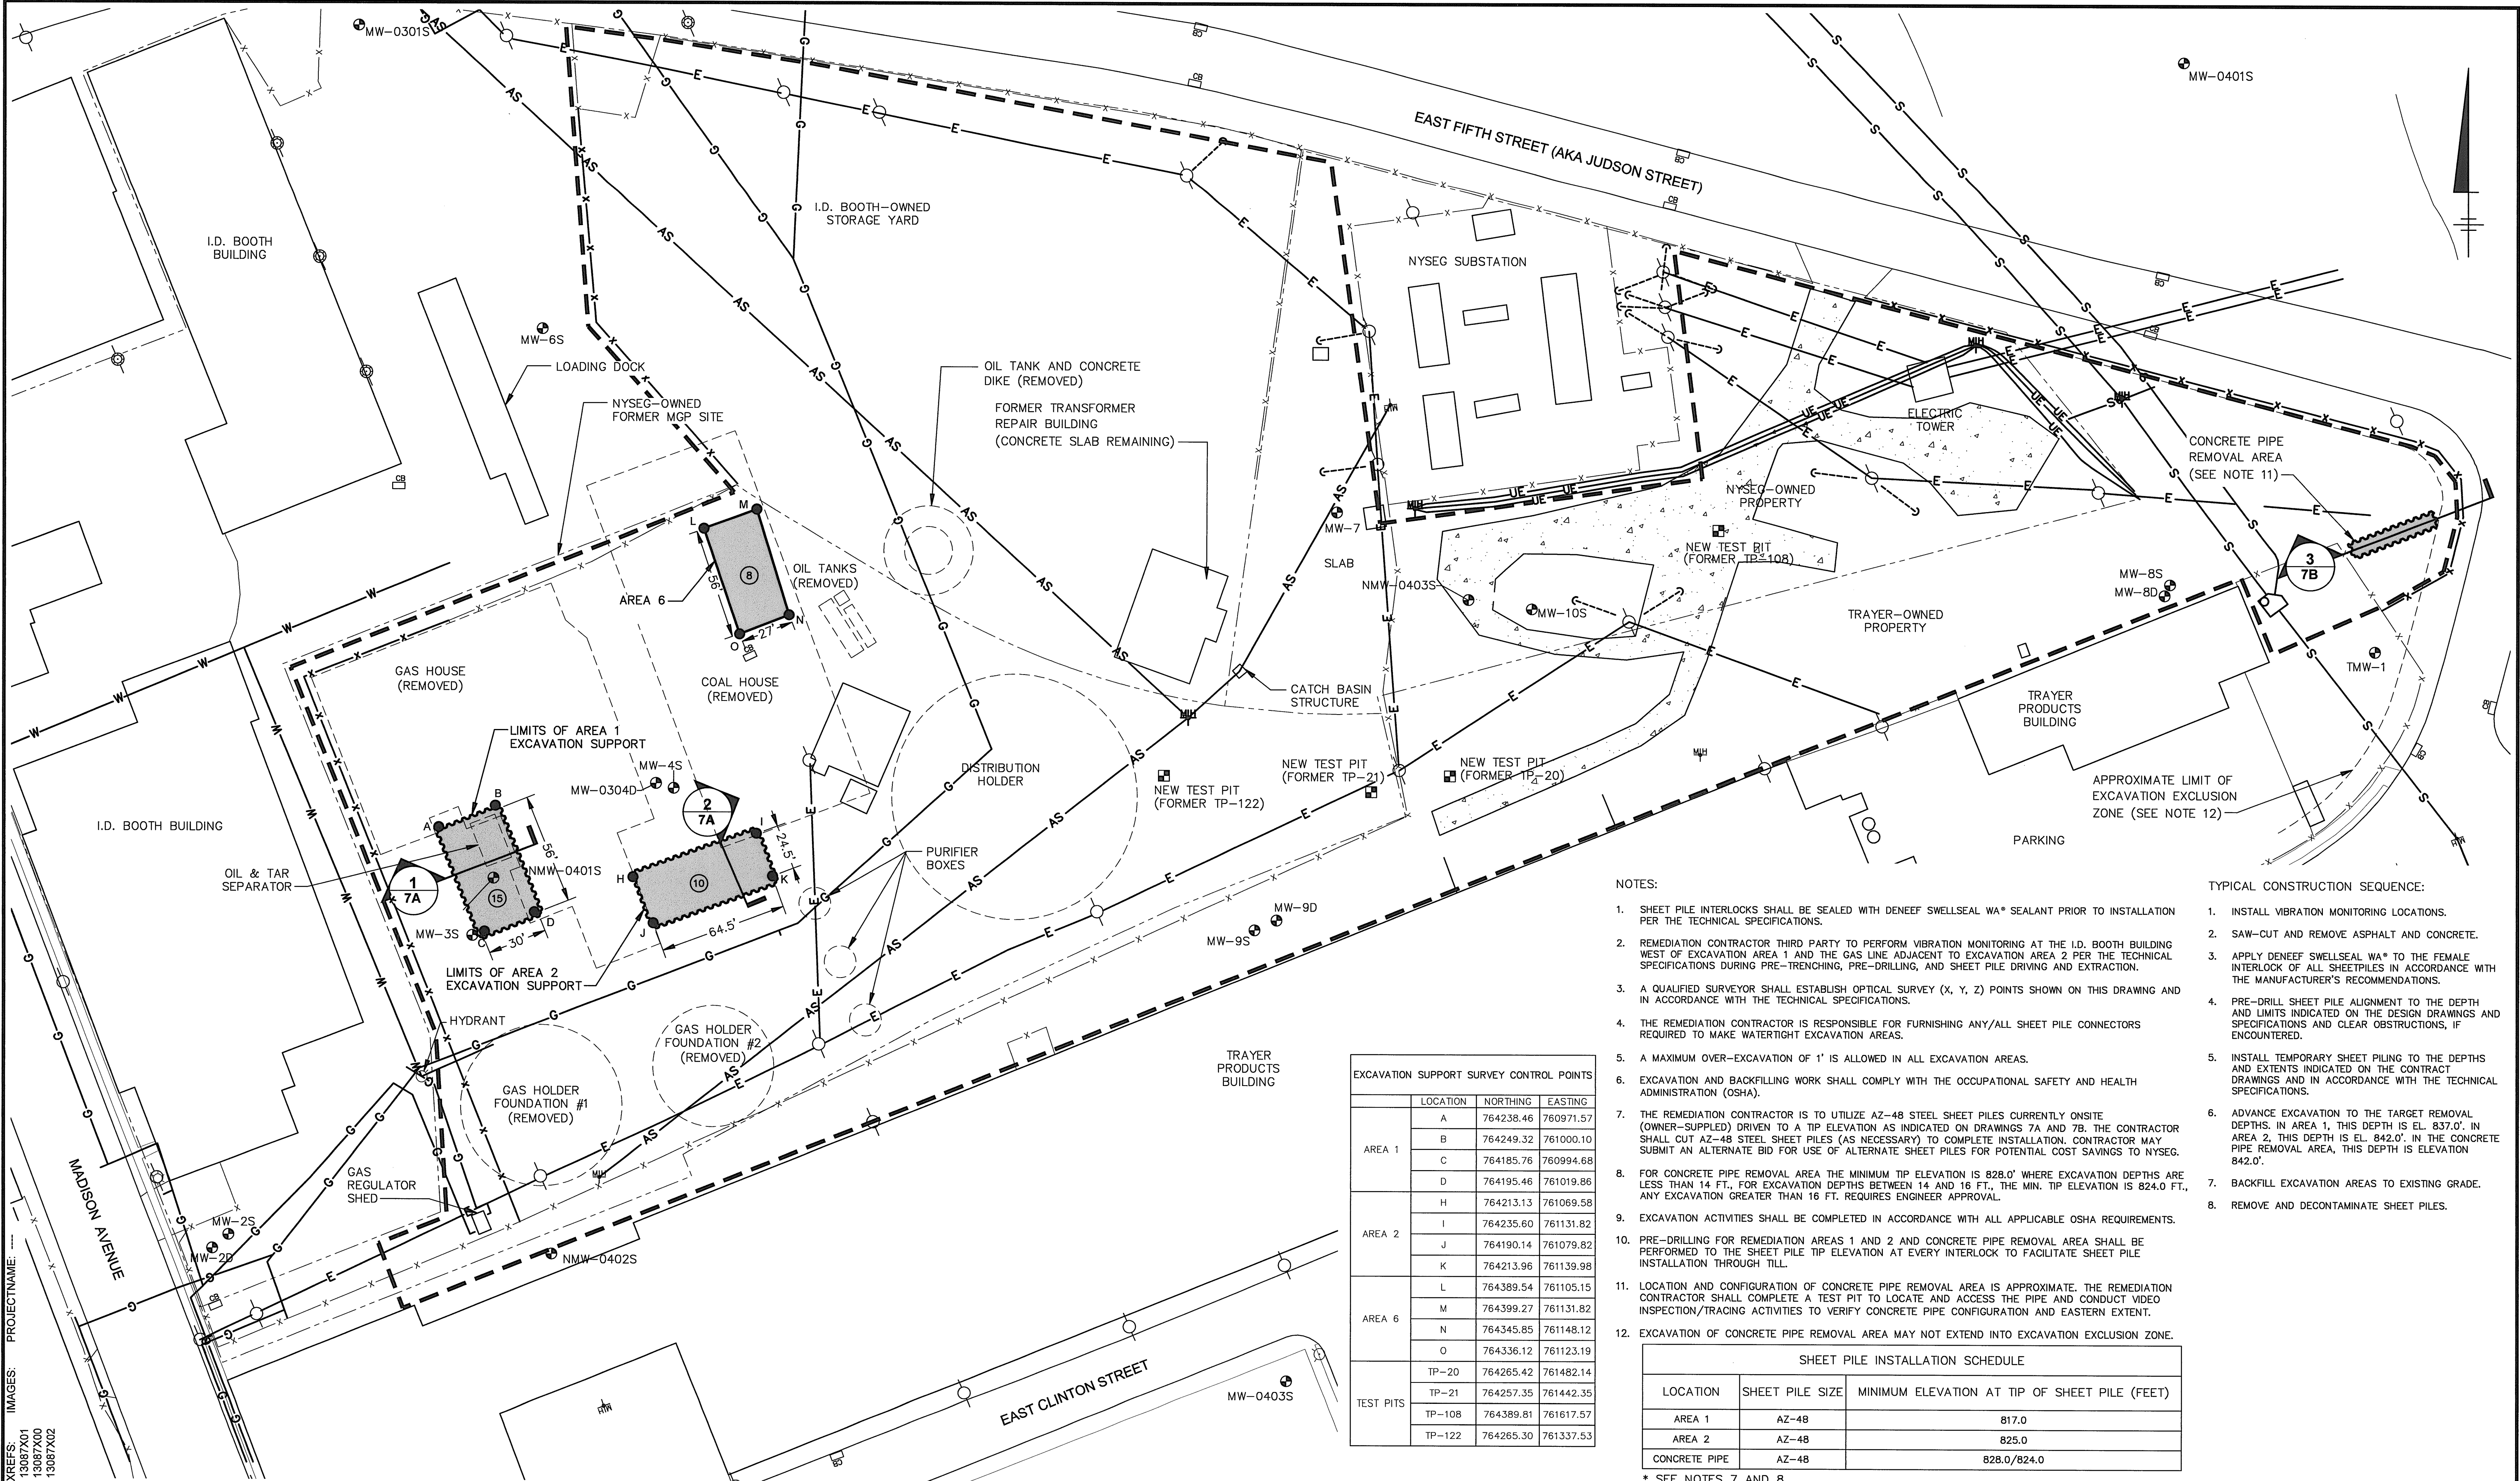 MW-0301S
MW-0401S
EAST FIFTH STREET (AKA JUDSON STREET)
I.D. BOOTH
BUILDING
I.D. BOOTH-OWNED
STORAGE YARD
NYSEG SUBSTATION
MW-6S
LOADING DOCK
NYSEG-OWNED
FORMER MGP SITE
OIL TANK AND CONCRETE
DIKE (REMOVED)
FORMER TRANSFORMER
REPAIR BUILDING
(CONCRETE SLAB REMAINING)
ELECTRIC
TOWER
CONCRETE PIPE
REMOVAL AREA
(SEE NOTE 11)
NYSEG-OWNED
PROPERTY
NEW TEST PIT
(FORMER TP-108)
MW-7
SLAB
NMW-0403S
MW-10S
TRAYER-OWNED
PROPERTY
MW-8S
MW-8D
3
7B
TMW-1
L
M
N
O
8
56'
27'
AREA 6
OIL TANKS
(REMOVED)
GAS HOUSE
(REMOVED)
COAL HOUSE
(REMOVED)
CATCH BASIN
STRUCTURE
TRAYER
PRODUCTS
BUILDING
LIMITS OF AREA 1
EXCAVATION SUPPORT
MW-4S
MW-0304D
2
7A
DISTRIBUTION
HOLDER
NEW TEST PIT
(FORMER TP-122)
NEW TEST PIT
(FORMER TP-21)
NEW TEST PIT
(FORMER TP-20)
APPROXIMATE LIMIT OF
EXCAVATION EXCLUSION
ZONE (SEE NOTE 12)
PARKING
I.D. BOOTH BUILDING
OIL & TAR
SEPARATOR
A
B
C
D
15
56'
30'
NMW-0401S
1
7A
MW-3S
H
I
J
K
10
24.5'
64.5'
PURIFIER
BOXES
LIMITS OF AREA 2
EXCAVATION SUPPORT
MW-9D
MW-9S
HYDRANT
GAS HOLDER
FOUNDATION #2
(REMOVED)
GAS HOLDER
FOUNDATION #1
(REMOVED)
TRAYER
PRODUCTS
BUILDING
GAS
REGULATOR
SHED
MADISON AVENUE
MW-2S
MW-2D
NMW-0402S
EAST CLINTON STREET
MW-0403S
XREFS:
13087X01
13087X00
13087X02
IMAGES:
PROJECTNAME: ----
EXCAVATION SUPPORT SURVEY CONTROL POINTS
LOCATION NORTHING EASTING
AREA 1
A 764238.46 760971.57
B 764249.32 761000.10
C 764185.76 760994.68
D 764195.46 761019.86
AREA 2
H 764213.13 761069.58
I 764235.60 761131.82
J 764190.14 761079.82
K 764213.96 761139.98
AREA 6
L 764389.54 761105.15
M 764399.27 761131.82
N 764345.85 761148.12
O 764336.12 761123.19
TEST PITS
TP-20 764265.42 761482.14
TP-21 764257.35 761442.35
TP-108 764389.81 761617.57
TP-122 764265.30 761337.53
NOTES:
1. SHEET PILE INTERLOCKS SHALL BE SEALED WITH DENEEF SWELLSEAL WA® SEALANT PRIOR TO INSTALLATION
PER THE TECHNICAL SPECIFICATIONS.
2. REMEDIATION CONTRACTOR THIRD PARTY TO PERFORM VIBRATION MONITORING AT THE I.D. BOOTH BUILDING
WEST OF EXCAVATION AREA 1 AND THE GAS LINE ADJACENT TO EXCAVATION AREA 2 PER THE TECHNICAL
SPECIFICATIONS DURING PRE-TRENCHING, PRE-DRILLING, AND SHEET PILE DRIVING AND EXTRACTION.
3. A QUALIFIED SURVEYOR SHALL ESTABLISH OPTICAL SURVEY (X, Y, Z) POINTS SHOWN ON THIS DRAWING AND
IN ACCORDANCE WITH THE TECHNICAL SPECIFICATIONS.
4. THE REMEDIATION CONTRACTOR IS RESPONSIBLE FOR FURNISHING ANY/ALL SHEET PILE CONNECTORS
REQUIRED TO MAKE WATERTIGHT EXCAVATION AREAS.
5. A MAXIMUM OVER-EXCAVATION OF 1' IS ALLOWED IN ALL EXCAVATION AREAS.
6. EXCAVATION AND BACKFILLING WORK SHALL COMPLY WITH THE OCCUPATIONAL SAFETY AND HEALTH
ADMINISTRATION (OSHA).
7. THE REMEDIATION CONTRACTOR IS TO UTILIZE AZ-48 STEEL SHEET PILES CURRENTLY ONSITE
(OWNER-SUPPLED) DRIVEN TO A TIP ELEVATION AS INDICATED ON DRAWINGS 7A AND 7B. THE CONTRACTOR
SHALL CUT AZ-48 STEEL SHEET PILES (AS NECESSARY) TO COMPLETE INSTALLATION. CONTRACTOR MAY
SUBMIT AN ALTERNATE BID FOR USE OF ALTERNATE SHEET PILES FOR POTENTIAL COST SAVINGS TO NYSEG.
8. FOR CONCRETE PIPE REMOVAL AREA THE MINIMUM TIP ELEVATION IS 828.0' WHERE EXCAVATION DEPTHS ARE
LESS THAN 14 FT., FOR EXCAVATION DEPTHS BETWEEN 14 AND 16 FT., THE MIN. TIP ELEVATION IS 824.0 FT.,
ANY EXCAVATION GREATER THAN 16 FT. REQUIRES ENGINEER APPROVAL.
9. EXCAVATION ACTIVITIES SHALL BE COMPLETED IN ACCORDANCE WITH ALL APPLICABLE OSHA REQUIREMENTS.
10. PRE-DRILLING FOR REMEDIATION AREAS 1 AND 2 AND CONCRETE PIPE REMOVAL AREA SHALL BE
PERFORMED TO THE SHEET PILE TIP ELEVATION AT EVERY INTERLOCK TO FACILITATE SHEET PILE
INSTALLATION THROUGH TILL.
11. LOCATION AND CONFIGURATION OF CONCRETE PIPE REMOVAL AREA IS APPROXIMATE. THE REMEDIATION
CONTRACTOR SHALL COMPLETE A TEST PIT TO LOCATE AND ACCESS THE PIPE AND CONDUCT VIDEO
INSPECTION/TRACING ACTIVITIES TO VERIFY CONCRETE PIPE CONFIGURATION AND EASTERN EXTENT.
12. EXCAVATION OF CONCRETE PIPE REMOVAL AREA MAY NOT EXTEND INTO EXCAVATION EXCLUSION ZONE.
SHEET PILE INSTALLATION SCHEDULE
LOCATION SHEET PILE SIZE MINIMUM ELEVATION AT TIP OF SHEET PILE (FEET)
AREA 1 AZ-48 817.0
AREA 2 AZ-48 825.0
CONCRETE PIPE AZ-48 828.0/824.0
* SEE NOTES 7 AND 8
TYPICAL CONSTRUCTION SEQUENCE:
1. INSTALL VIBRATION MONITORING LOCATIONS.
2. SAW-CUT AND REMOVE ASPHALT AND CONCRETE.
3. APPLY DENEEF SWELLSEAL WA® TO THE FEMALE
INTERLOCK OF ALL SHEETPILES IN ACCORDANCE WITH
THE MANUFACTURER'S RECOMMENDATIONS.
4. PRE-DRILL SHEET PILE ALIGNMENT TO THE DEPTH
AND LIMITS INDICATED ON THE DESIGN DRAWINGS AND
SPECIFICATIONS AND CLEAR OBSTRUCTIONS, IF
ENCOUNTERED.
5. INSTALL TEMPORARY SHEET PILING TO THE DEPTHS
AND EXTENTS INDICATED ON THE CONTRACT
DRAWINGS AND IN ACCORDANCE WITH THE TECHNICAL
SPECIFICATIONS.
6. ADVANCE EXCAVATION TO THE TARGET REMOVAL
DEPTHS. IN AREA 1, THIS DEPTH IS EL. 837.0'. IN
AREA 2, THIS DEPTH IS EL. 842.0'. IN THE CONCRETE
PIPE REMOVAL AREA, THIS DEPTH IS ELEVATION
842.0'.
7. BACKFILL EXCAVATION AREAS TO EXISTING GRADE.
8. REMOVE AND DECONTAMINATE SHEET PILES.